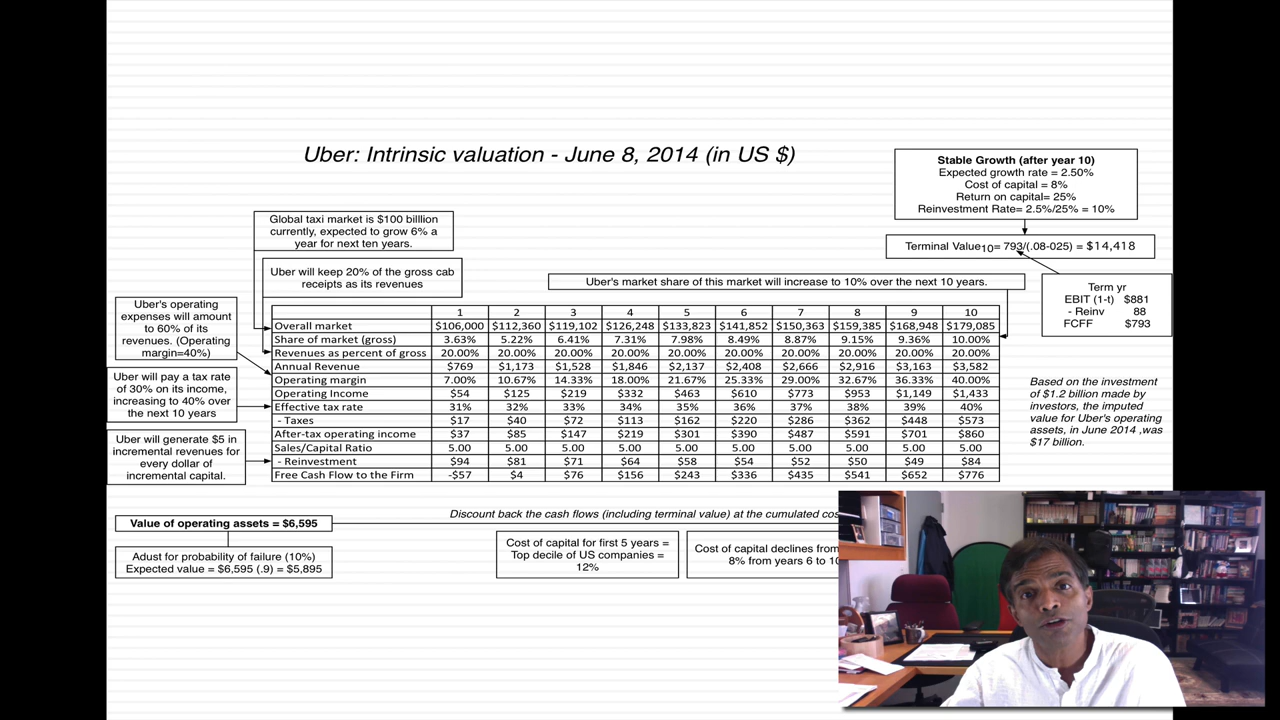 Uber: Intrinsic valuation - June 8, 2014 (in US $)
Stable Growth (after year 10)
Expected growth rate = 2.50%
Cost of capital = 8%
Return on capital= 25%
Reinvestment Rate= 2.5%/25% = 10%
Global taxi market is $100 billlion
currently, expected to grow 6% a
year for next ten years.
Terminal Value10= 793/(.08-025) = $14,418
Uber will keep 20% of the gross cab
receipts as its revenues
Uber's market share of this market will increase to 10% over the next 10 years.
Term yr
EBIT (1-t) $881
- Reinv 88
FCFF $793
Uber's operating
expenses will amount
to 60% of its
revenues. (Operating
margin=40%)
Uber will pay a tax rate
of 30% on its income,
increasing to 40% over
the next 10 years
Uber will generate $5 in
incremental revenues for
every dollar of
incremental capital.
1 2 3 4 5 6 7 8 9 10
Overall market $106,000 $112,360 $119,102 $126,248 $133,823 $141,852 $150,363 $159,385 $168,948 $179,085
Share of market (gross) 3.63% 5.22% 6.41% 7.31% 7.98% 8.49% 8.87% 9.15% 9.36% 10.00%
Revenues as percent of gross 20.00% 20.00% 20.00% 20.00% 20.00% 20.00% 20.00% 20.00% 20.00% 20.00%
Annual Revenue $769 $1,173 $1,528 $1,846 $2,137 $2,408 $2,666 $2,916 $3,163 $3,582
Operating margin 7.00% 10.67% 14.33% 18.00% 21.67% 25.33% 29.00% 32.67% 36.33% 40.00%
Operating Income $54 $125 $219 $332 $463 $610 $773 $953 $1,149 $1,433
Effective tax rate 31% 32% 33% 34% 35% 36% 37% 38% 39% 40%
- Taxes $17 $40 $72 $113 $162 $220 $286 $362 $448 $573
After-tax operating income $37 $85 $147 $219 $301 $390 $487 $591 $701 $860
Sales/Capital Ratio 5.00 5.00 5.00 5.00 5.00 5.00 5.00 5.00 5.00 5.00
- Reinvestment $94 $81 $71 $64 $58 $54 $52 $50 $49 $84
Free Cash Flow to the Firm -$57 $4 $76 $156 $243 $336 $435 $541 $652 $776
Based on the investment
of $1.2 billion made by
investors, the imputed
value for Uber's operating
assets, in June 2014 ,was
$17 billion.
Discount back the cash flows (including terminal value) at the cumulated
Value of operating assets = $6,595
Adust for probability of failure (10%)
Expected value = $6,595 (.9) = $5,895
Cost of capital for first 5 years =
Top decile of US companies =
12%
Cost of capital declines from
8% from years 6 to